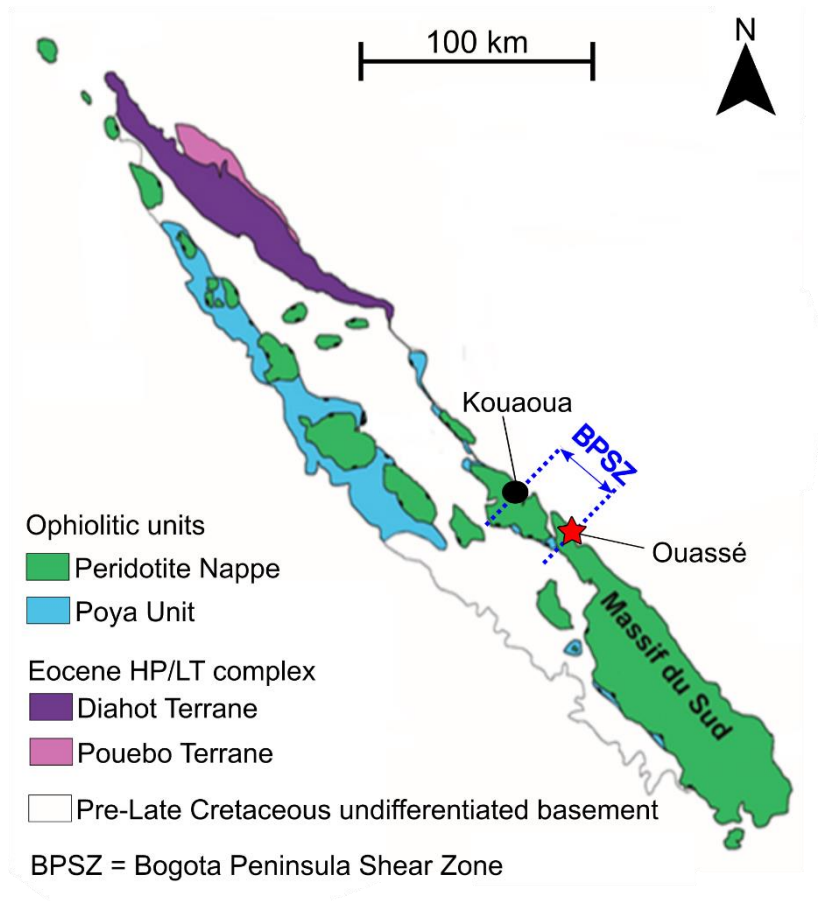 100 km
N
Kouaoua
BPSZ
Ouassé
Massif du Sud
Ophiolitic units
Peridotite Nappe
Poya Unit
Eocene HP/LT complex
Diahot Terrane
Pouebo Terrane
Pre-Late Cretaceous undifferentiated basement
BPSZ = Bogota Peninsula Shear Zone